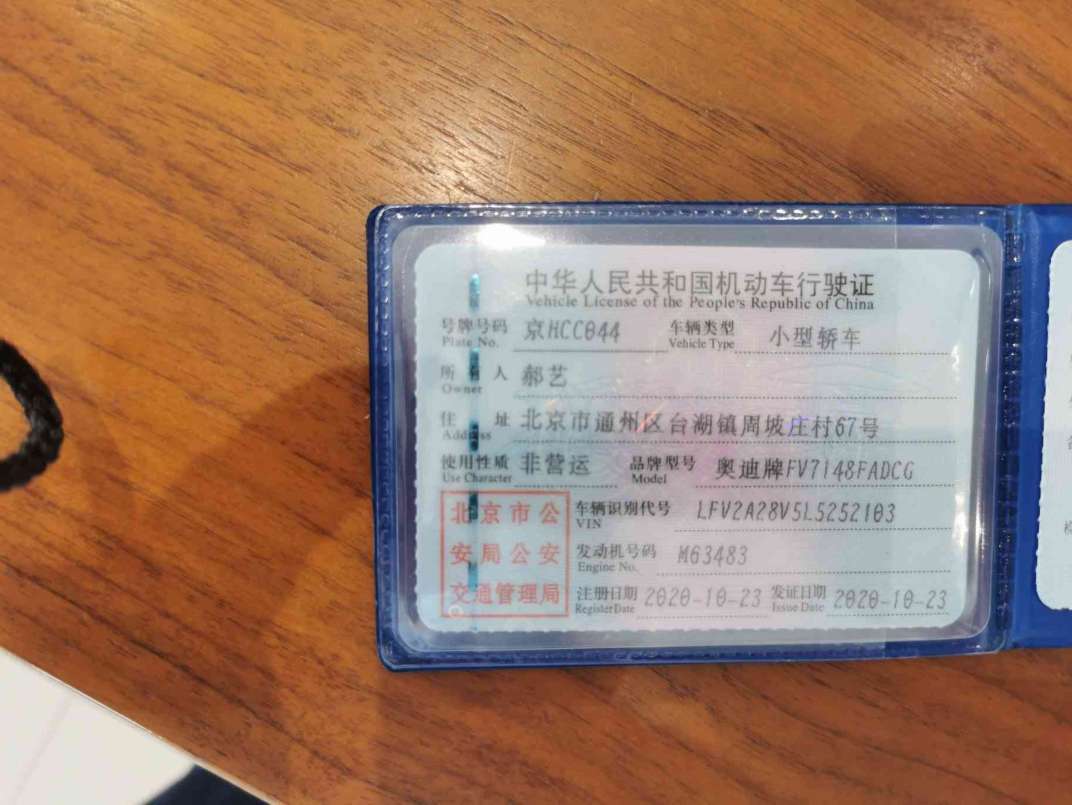 中华人民共和国机动车行驶证
Vehicle License of the People's Republic of China
号牌号码 京HCC044 车辆类型 小型轿车
Plate No. Vehicle Type
所有人 郝艺
Owner
住 址 北京市通州区台湖镇周坡庄村67号
Address
使用性质 非营运 品牌型号 奥迪牌FV7148FADCG
Use Character Model
北京市公安局公安交通管理局
车辆识别代号 LFV2A28V5L5252103
VIN
发动机号码 M63483
Engine No.
注册日期 2020-10-23 发证日期 2020-10-23
Register Date Issue Date